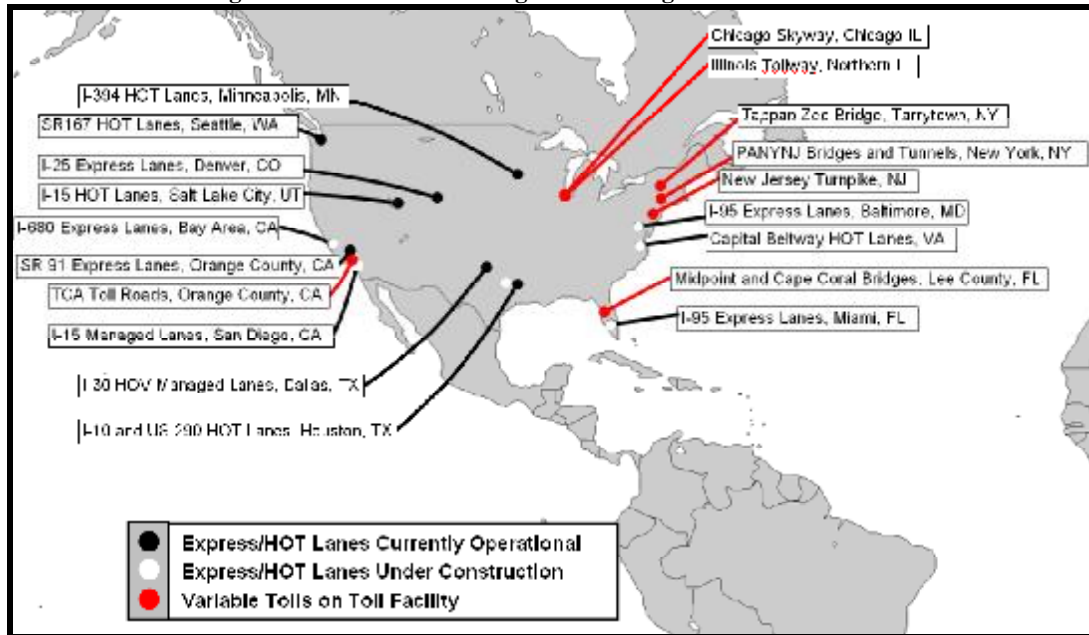 Chicago Skyway, Chicago IL
Illinois Tollway, Northern IL
I-394 HOT Lanes, Minneapolis, MN
SR167 HOT Lanes, Seattle, WA
Tappan Zee Bridge, Tarrytown, NY
PANYNJ Bridges and Tunnels, New York, NY
I-25 Express Lanes, Denver, CO
New Jersey Turnpike, NJ
I-15 HOT Lanes, Salt Lake City, UT
I-95 Express Lanes, Baltimore, MD
I-680 Express Lanes, Bay Area, CA
Capital Beltway HOT Lanes, VA
SR 91 Express Lanes, Orange County, CA
Midpoint and Cape Coral Bridges, Lee County, FL
TCA Toll Roads, Orange County, CA
I-95 Express Lanes, Miami, FL
I-15 Managed Lanes, San Diego, CA
I-30 HOV Managed Lanes, Dallas, TX
I-10 and US 290 HOT Lanes, Houston, TX
Express/HOT Lanes Currently Operational
Express/HOT Lanes Under Construction
Variable Tolls on Toll Facility